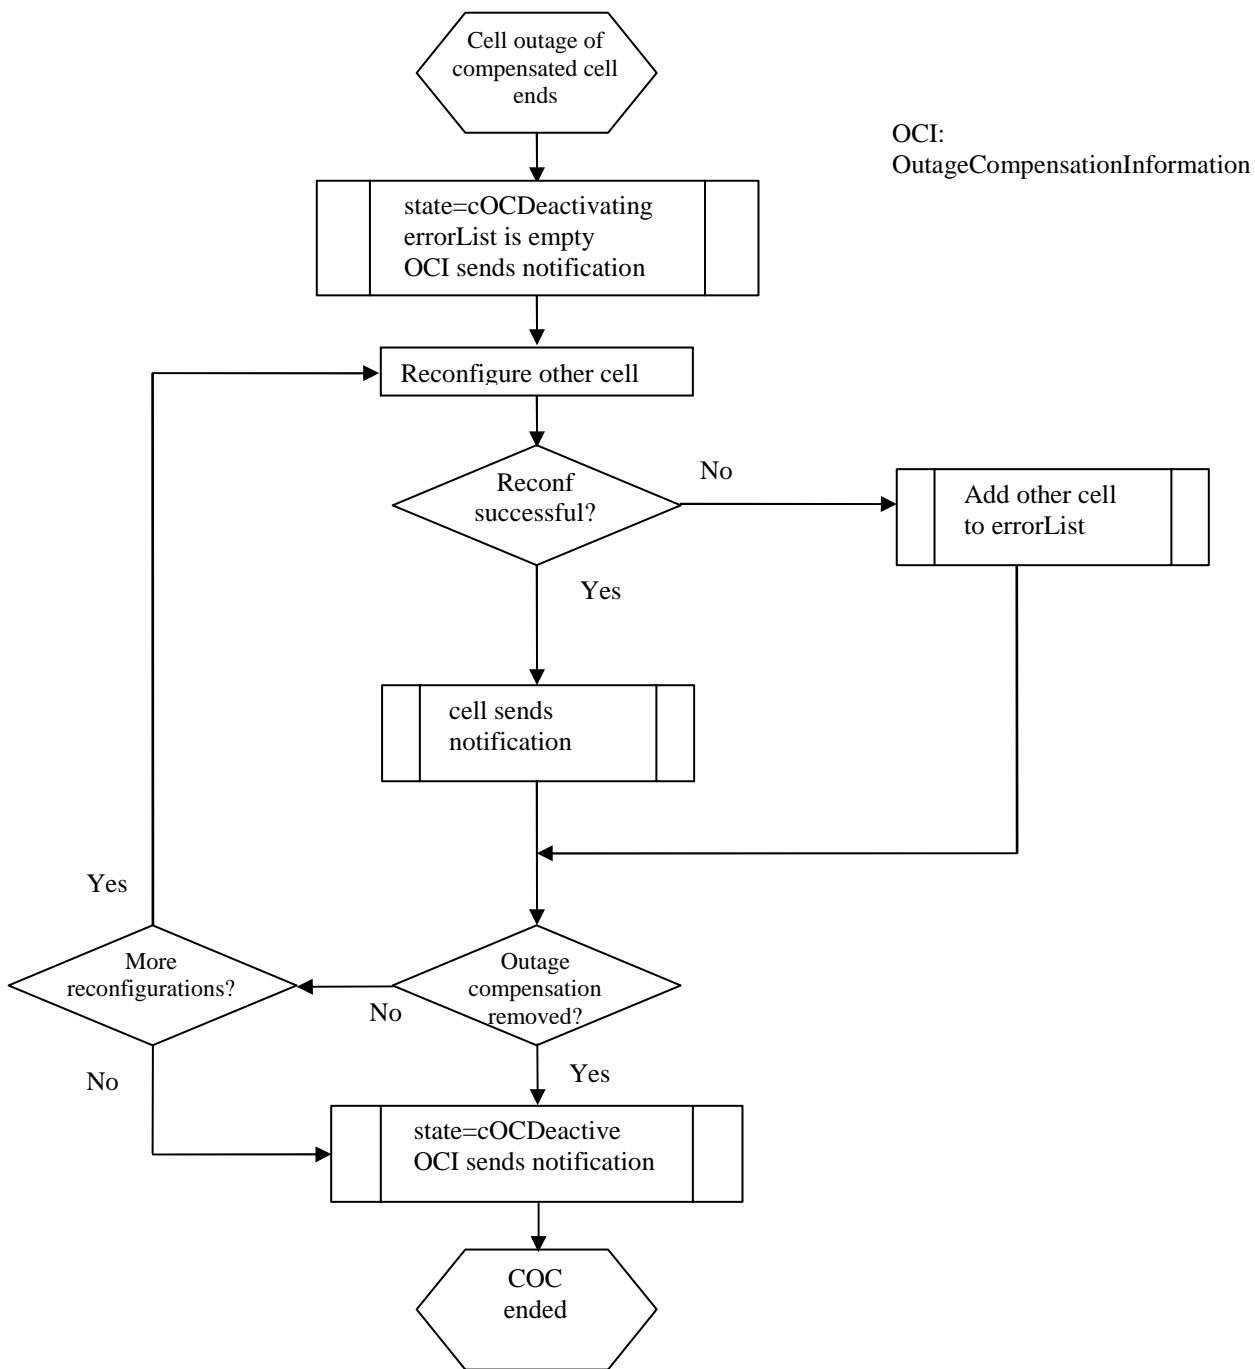 Cell outage of
compensated cell
ends
OCI:
OutageCompensationInformation
state=cOCDeactivating
errorList is empty
OCI sends notification
Reconfigure other cell
Reconf
successful?
No
Add other cell
to errorList
Yes
cell sends
notification
Yes
More
reconfigurations?
No
Outage
compensation
removed?
No
Yes
state=cOCDeactive
OCI sends notification
COC
ended